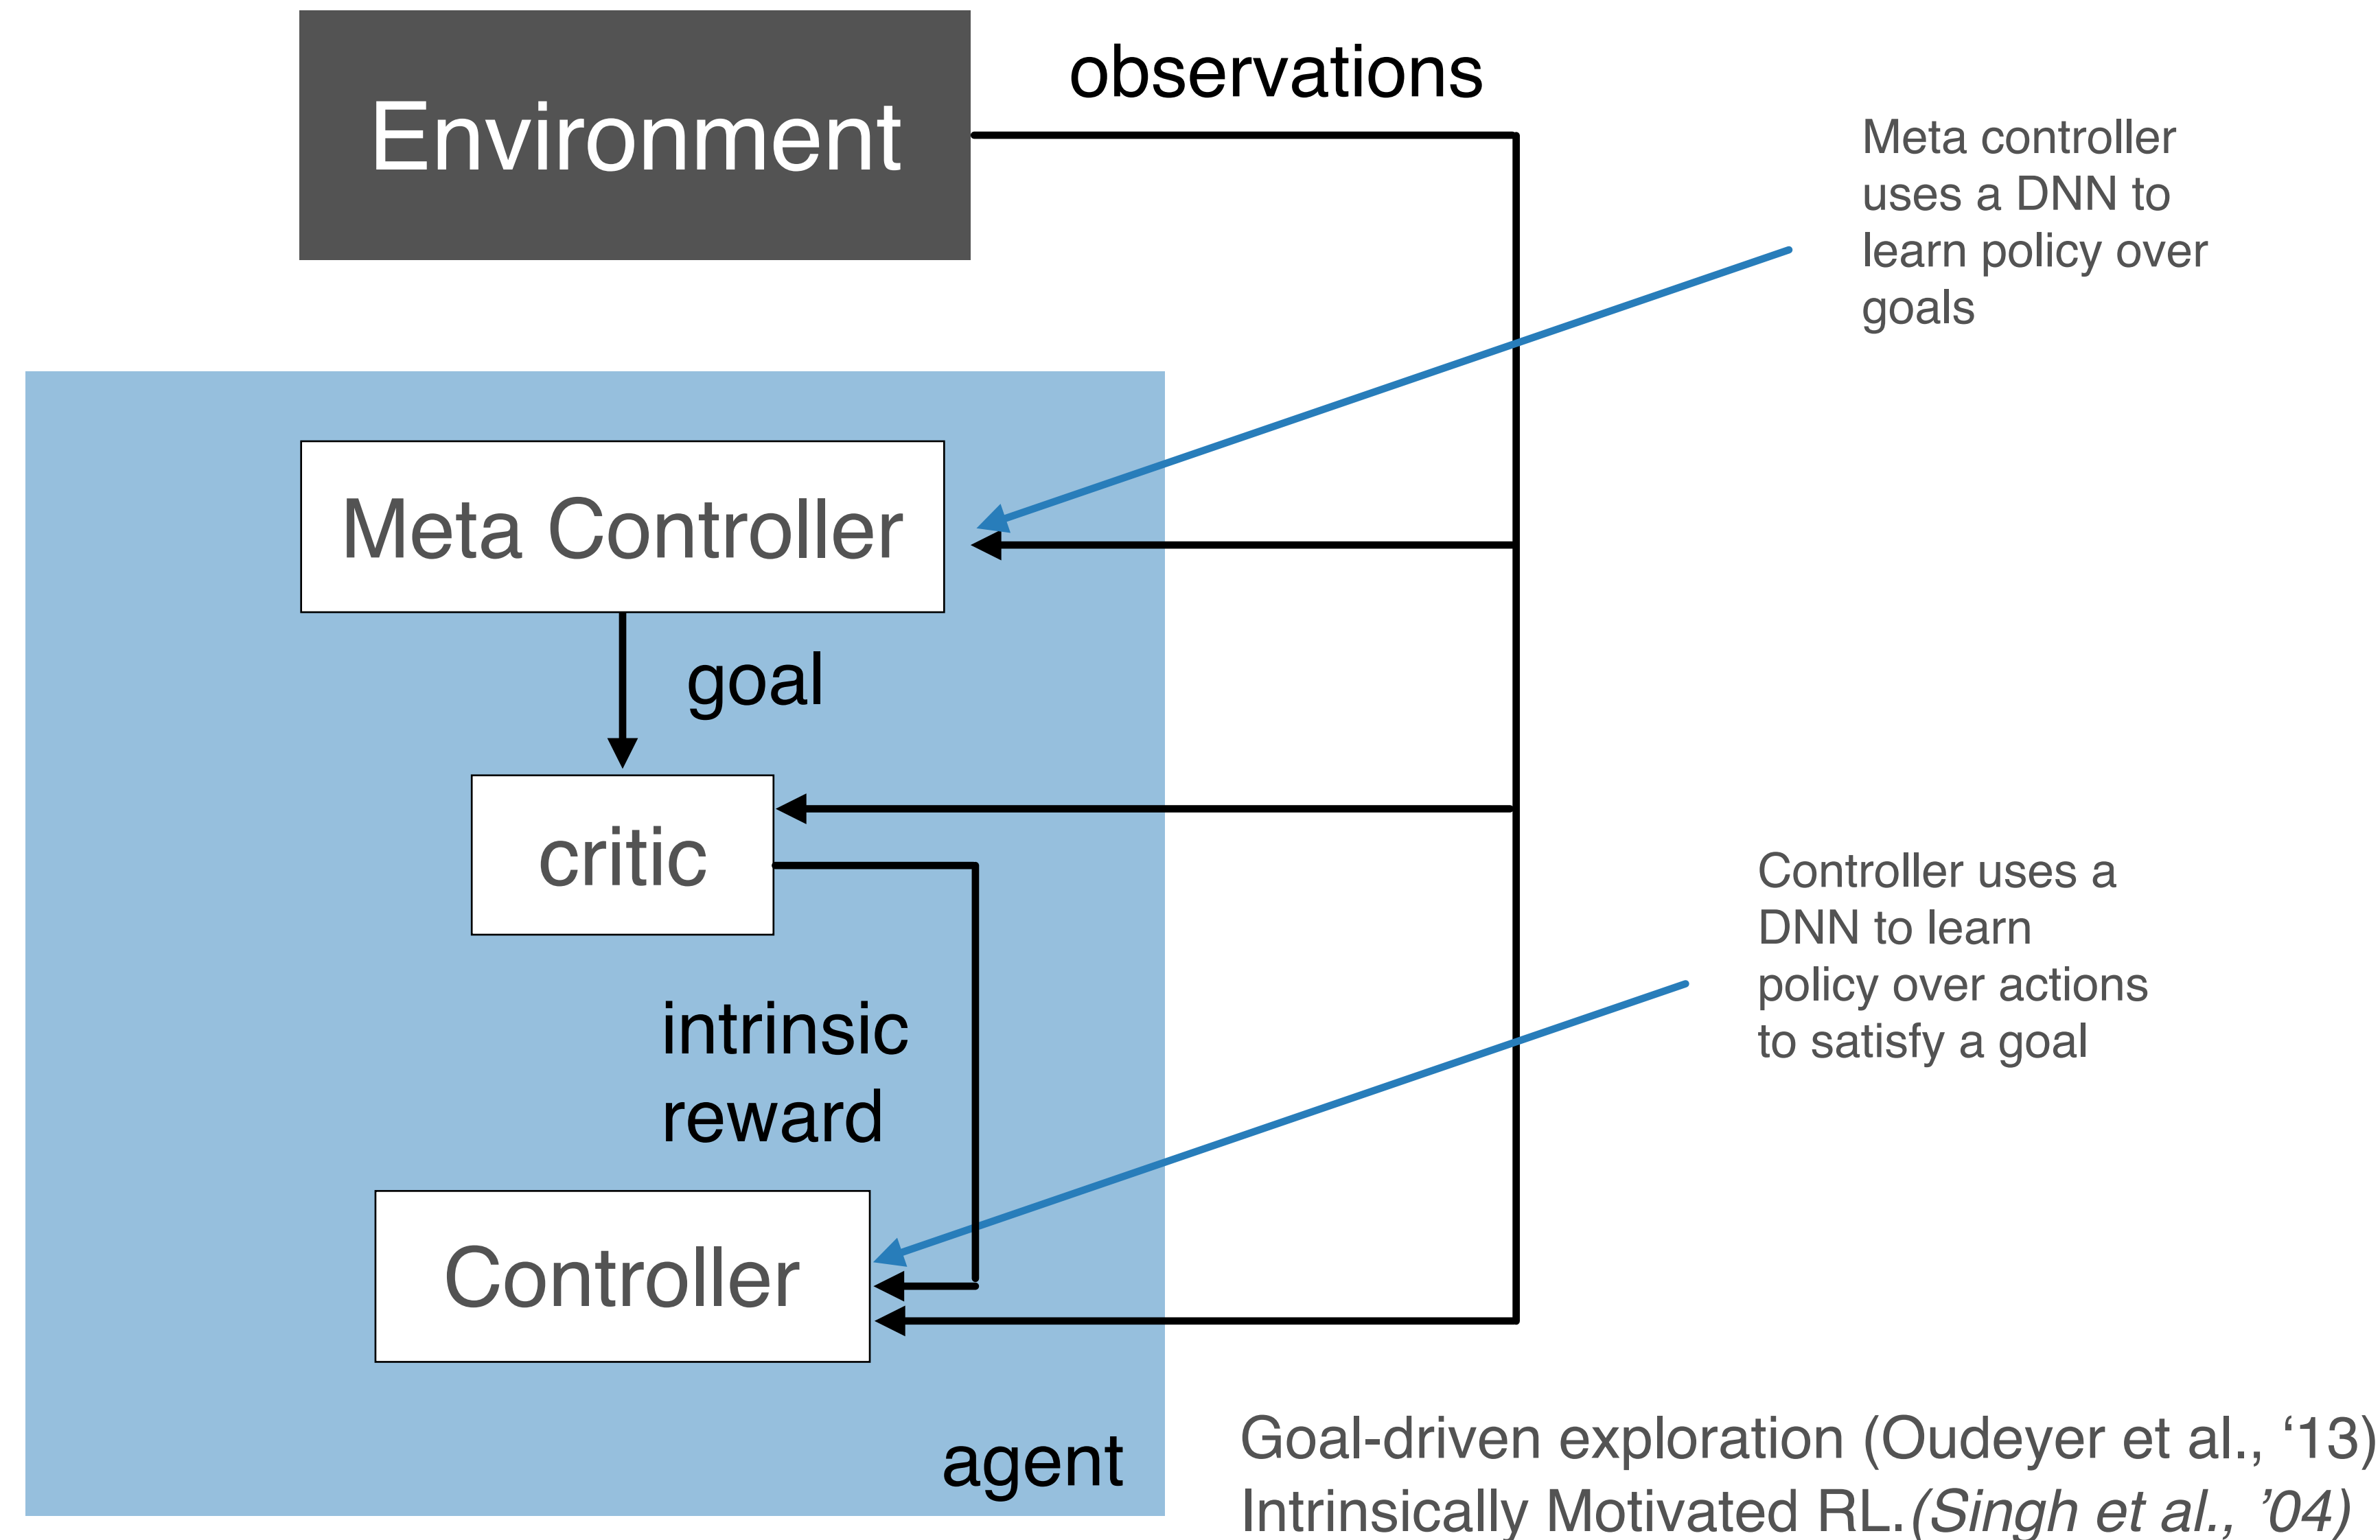 Environment
observations
Meta controller
uses a DNN to
learn policy over
goals
Meta Controller
goal
critic
Controller uses a
DNN to learn
policy over actions
to satisfy a goal
intrinsic
reward
Controller
agent
Goal-driven exploration (Oudeyer et al., ‘13)
Intrinsically Motivated RL. (Singh et al., ’04)